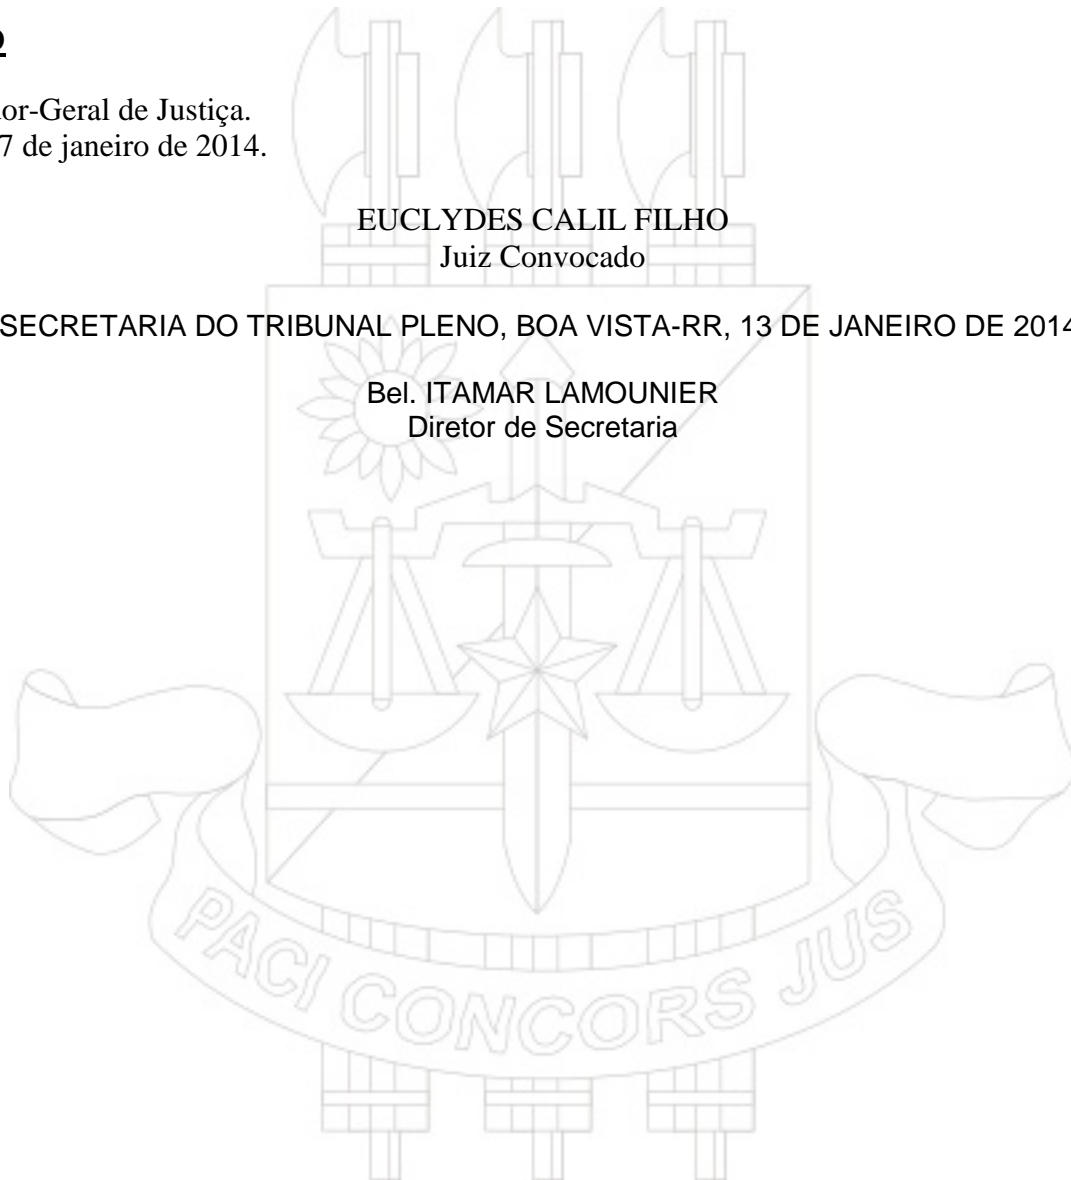 or-Geral de Justiça.
7 de janeiro de 2014.
EUCLYDES CALIL FILHO
Juiz Convocado
SECRETARIA DO TRIBUNAL PLENO, BOA VISTA-RR, 13 DE JANEIRO DE 2014
Bel. ITAMAR LAMOUNIER
Diretor de Secretaria
PACI CONCORS JUS